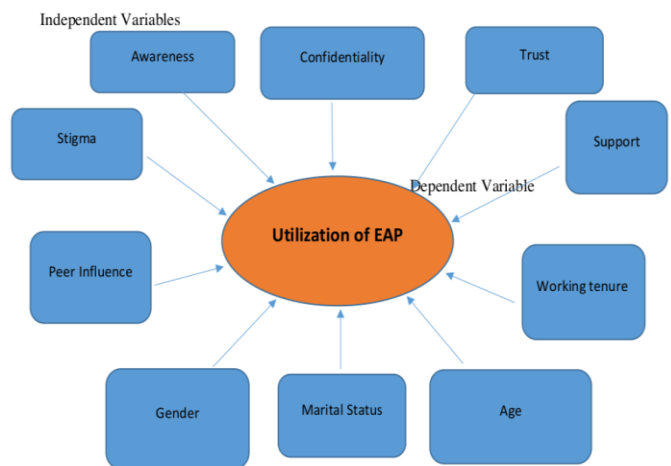 Independent Variables
Awareness
Confidentiality
Trust
Stigma
Support
Dependent Variable
Utilization of EAP
Peer Influence
Working tenure
Gender
Marital Status
Age